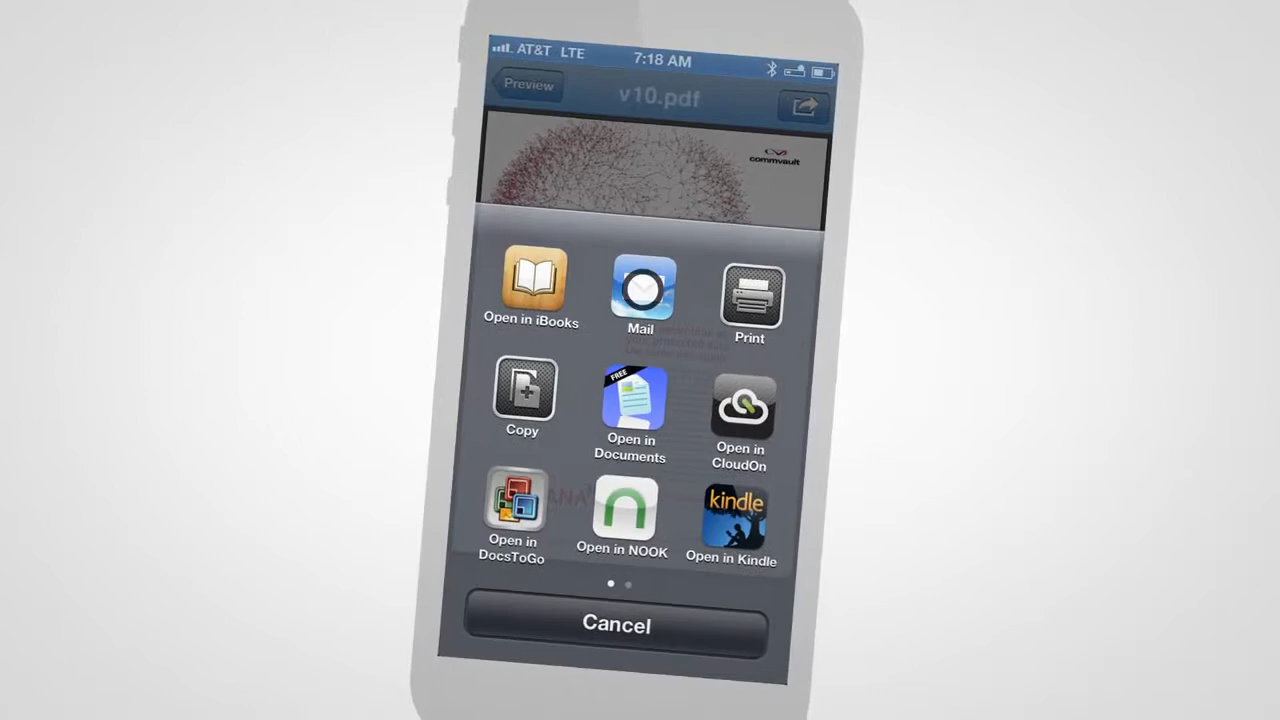 AT&T LTE 7:18 AM
Preview
v10.pdf
commvault
Open in iBooks
Mail
Print
Copy
FREE
Open in
Documents
Open in
CloudOn
kindle
Open in
DocsToGo
Open in NOOK
Open in Kindle
Cancel